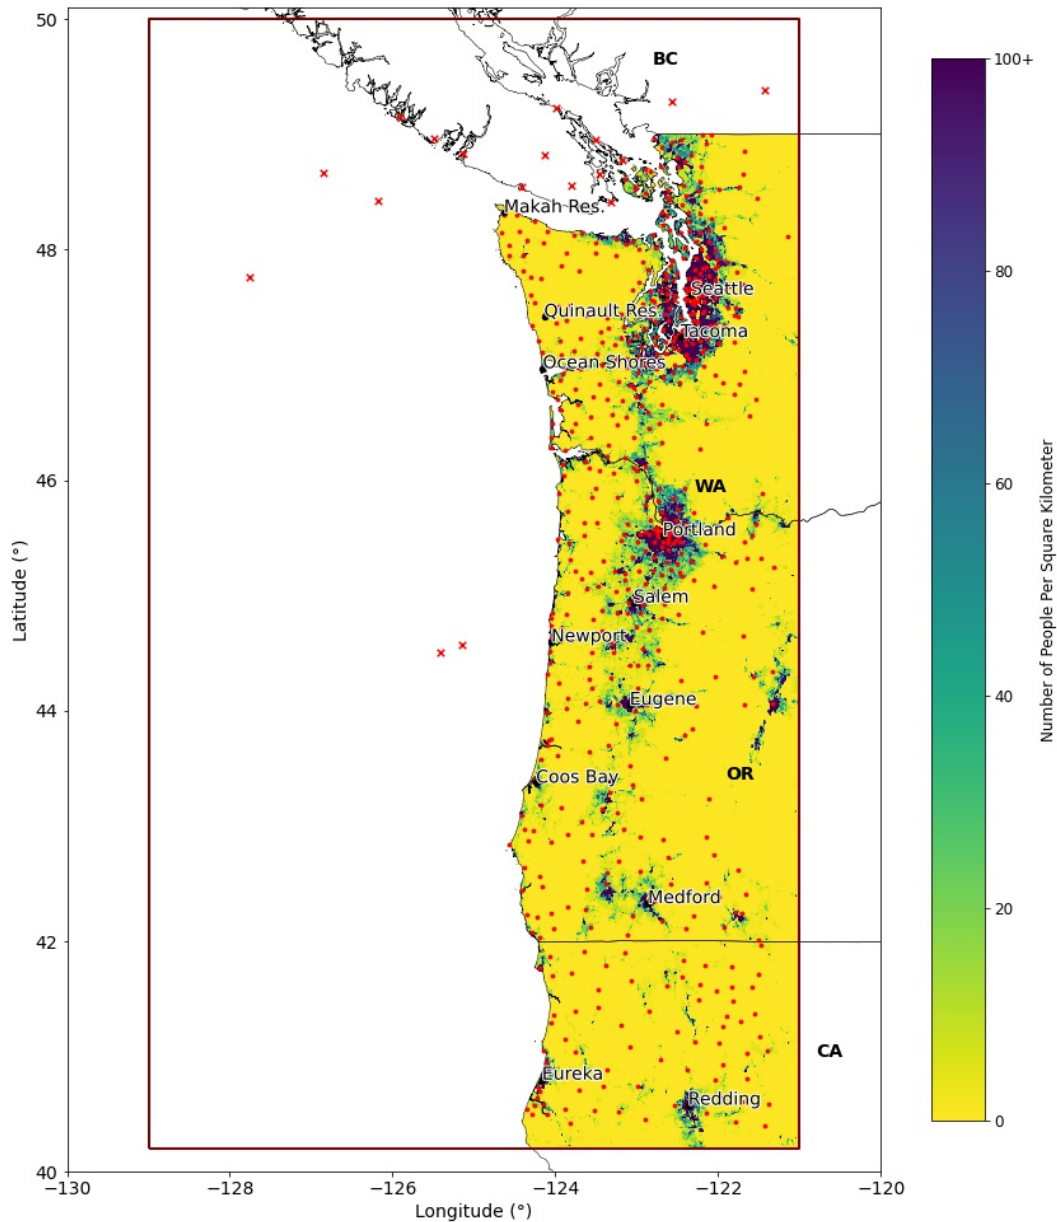 50
BC
100+
48
Makah Res.
80
Seattle
Quinault Res.
Tacoma
Ocean Shores
Number of People Per Square Kilometer
46
WA
60
Portland
Latitude (°)
Salem
Newport
40
Eugene
44
OR
Coos Bay
Medford
20
42
CA
Eureka
Redding
0
40
−130
−128
−126
−124
−122
−120
Longitude (°)